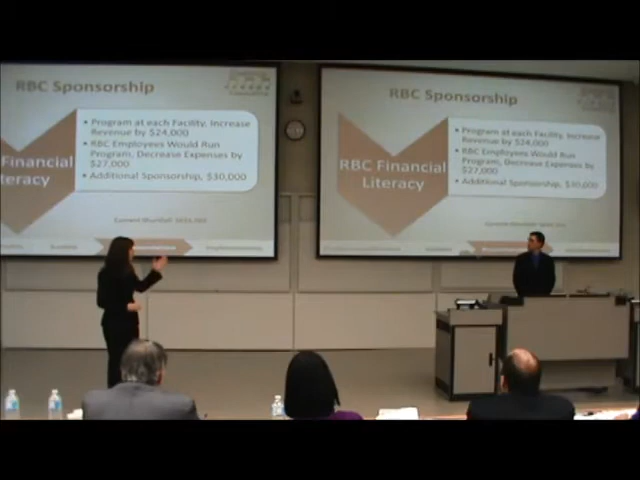 RBC Sponsorship
Financial
teracy
• Program at each Facility, Increase
Revenue by $24,000
• RBC Employees Would Run
Program, Decrease Expenses by
$27,000
• Additional Sponsorship, $30,000
RBC Sponsorship
RBC Financial
Literacy
• Program at each Facility, Increase
Revenue by $24,000
• RBC Employees Would Run
Program, Decrease Expenses by
$27,000
• Additional Sponsorship, $30,000